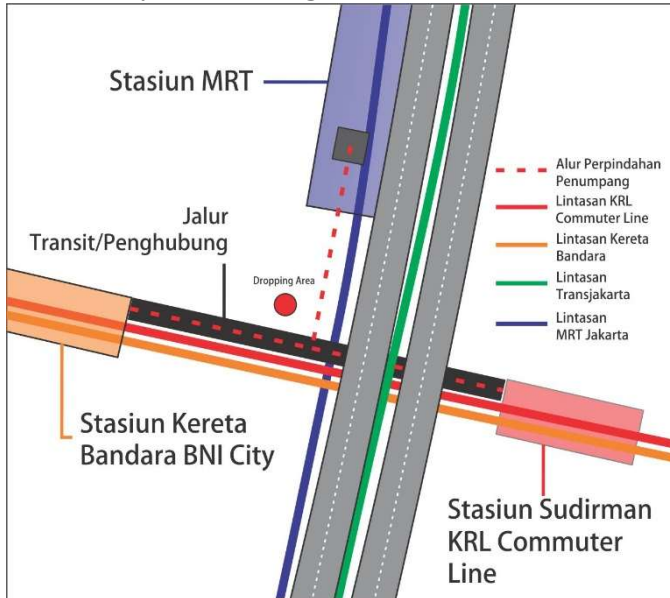 Stasiun MRT
Jalur
Transit/Penghubung
Dropping Area
Alur Perpindahan
Penumpang
Lintasan KRL
Commuter Line
Lintasan Kereta
Bandara
Lintasan
Transjakarta
Lintasan
MRT Jakarta
Stasiun Kereta
Bandara BNI City
Stasiun Sudirman
KRL Commuter
Line